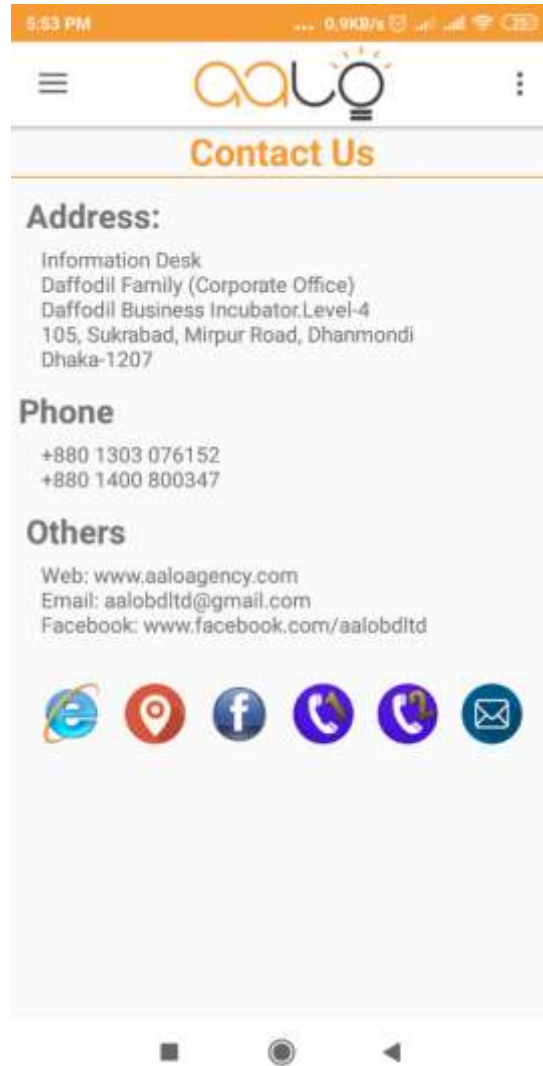 5:53 PM
... 0.9KB/s
aalo
Contact Us
Address:
Information Desk
Daffodil Family (Corporate Office)
Daffodil Business Incubator.Level-4
105, Sukrabad, Mirpur Road, Dhanmondi
Dhaka-1207
Phone
+880 1303 076152
+880 1400 800347
Others
Web: www.aaloagency.com
Email: aalobdltd@gmail.com
Facebook: www.facebook.com/aalobdltd